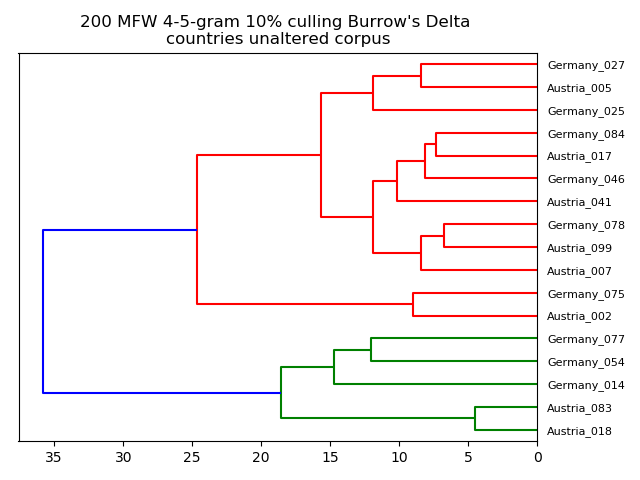 200 MFW 4-5-gram 10% culling Burrow's Delta
countries unaltered corpus
Germany_027
Austria_005
Germany_025
Germany_084
Austria_017
Germany_046
Austria_041
Germany_078
Austria_099
Austria_007
Germany_075
Austria_002
Germany_077
Germany_054
Germany_014
Austria_083
Austria_018
35 30 25 20 15 10 5 0